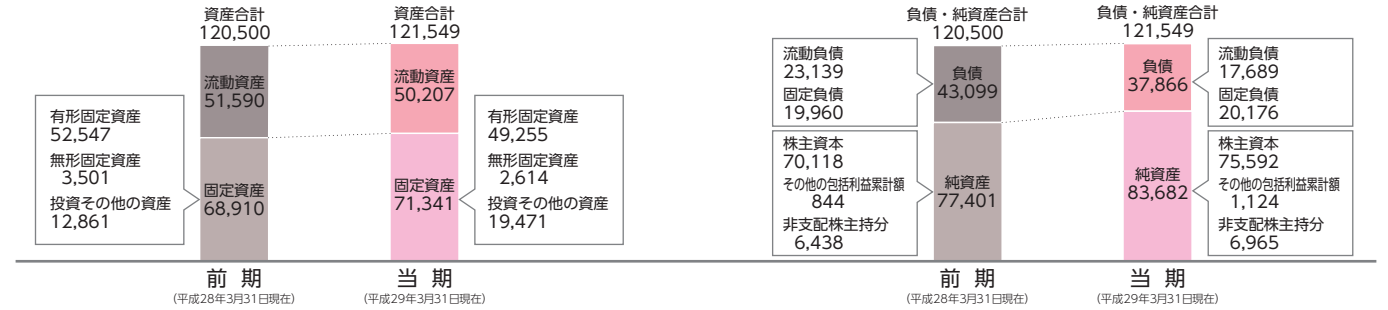 資産合計
120,500
流動資産
51,590
有形固定資産
52,547
無形固定資産
3,501
投資その他の資産
12,861
固定資産
68,910
前 期
(平成28年3月31日現在)
資産合計
121,549
流動資産
50,207
有形固定資産
49,255
無形固定資産
2,614
投資その他の資産
19,471
固定資産
71,341
当 期
(平成29年3月31日現在)
負債・純資産合計
120,500
流動負債
23,139
固定負債
19,960
負債
43,099
株主資本
70,118
その他の包括利益累計額
844
非支配株主持分
6,438
純資産
77,401
前 期
(平成28年3月31日現在)
負債・純資産合計
121,549
負債
37,866
流動負債
17,689
固定負債
20,176
純資産
83,682
株主資本
75,592
その他の包括利益累計額
1,124
非支配株主持分
6,965
当 期
(平成29年3月31日現在)